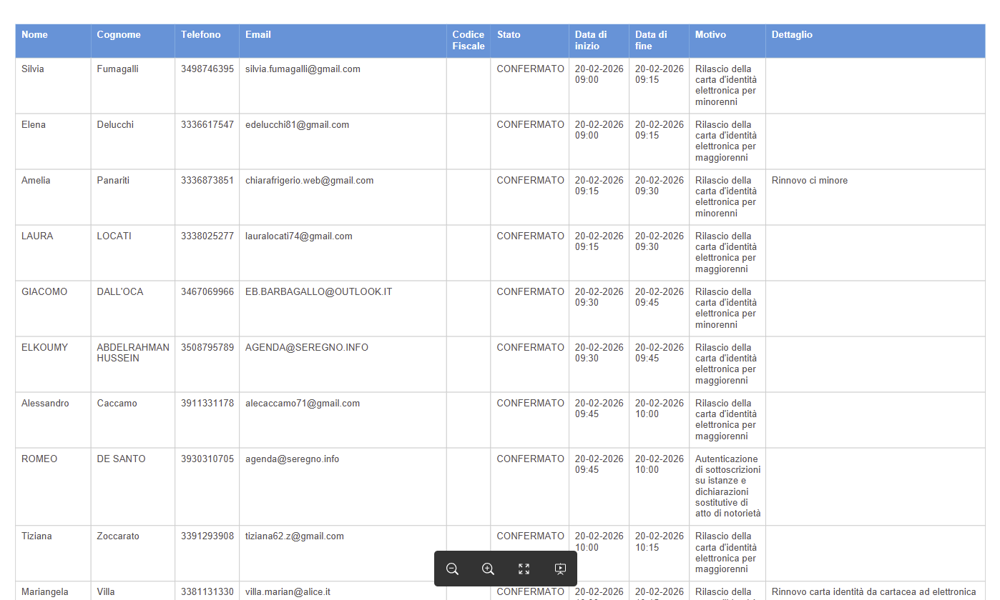 Nome Cognome Telefono Email Codice Fiscale Stato Data di inizio Data di fine Motivo Dettaglio
Silvia Fumagalli 3498746395 silvia.fumagalli@gmail.com CONFERMATO 20-02-2026 09:00 20-02-2026 09:15 Rilascio della carta d'identità elettronica per minorenni
Elena Delucchi 3336617547 edelucchi81@gmail.com CONFERMATO 20-02-2026 09:00 20-02-2026 09:15 Rilascio della carta d'identità elettronica per maggiorenni
Amelia Panariti 3336873851 chiarafrigerio.web@gmail.com CONFERMATO 20-02-2026 09:15 20-02-2026 09:30 Rilascio della carta d'identità elettronica per minorenni Rinnovo ci minore
LAURA LOCATI 3338025277 lauralocati74@gmail.com CONFERMATO 20-02-2026 09:15 20-02-2026 09:30 Rilascio della carta d'identità elettronica per maggiorenni
GIACOMO DALL'OCA 3467069966 EB.BARBAGALLO@OUTLOOK.IT CONFERMATO 20-02-2026 09:30 20-02-2026 09:45 Rilascio della carta d'identità elettronica per minorenni
ELKOUMY ABDELRAHMAN HUSSEIN 3508795789 AGENDA@SEREGNO.INFO CONFERMATO 20-02-2026 09:30 20-02-2026 09:45 Rilascio della carta d'identità elettronica per maggiorenni
Alessandro Caccamo 3911331178 alecaccamo71@gmail.com CONFERMATO 20-02-2026 09:45 20-02-2026 10:00 Rilascio della carta d'identità elettronica per maggiorenni
ROMEO DE SANTO 3930310705 agenda@seregno.info CONFERMATO 20-02-2026 09:45 20-02-2026 10:00 Autenticazione di sottoscrizioni su istanze e dichiarazioni sostitutive di atto di notorietà
Tiziana Zoccarato 3391293908 tiziana62.z@gmail.com CONFERMATO 20-02-2026 10:00 20-02-2026 10:15 Rilascio della carta d'identità elettronica per maggiorenni
Mariangela Villa 3381131330 villa.marian@alice.it CONFERMATO 20-02-2026 20-02-2026 Rilascio della Rinnovo carta identità da cartacea ad elettronica